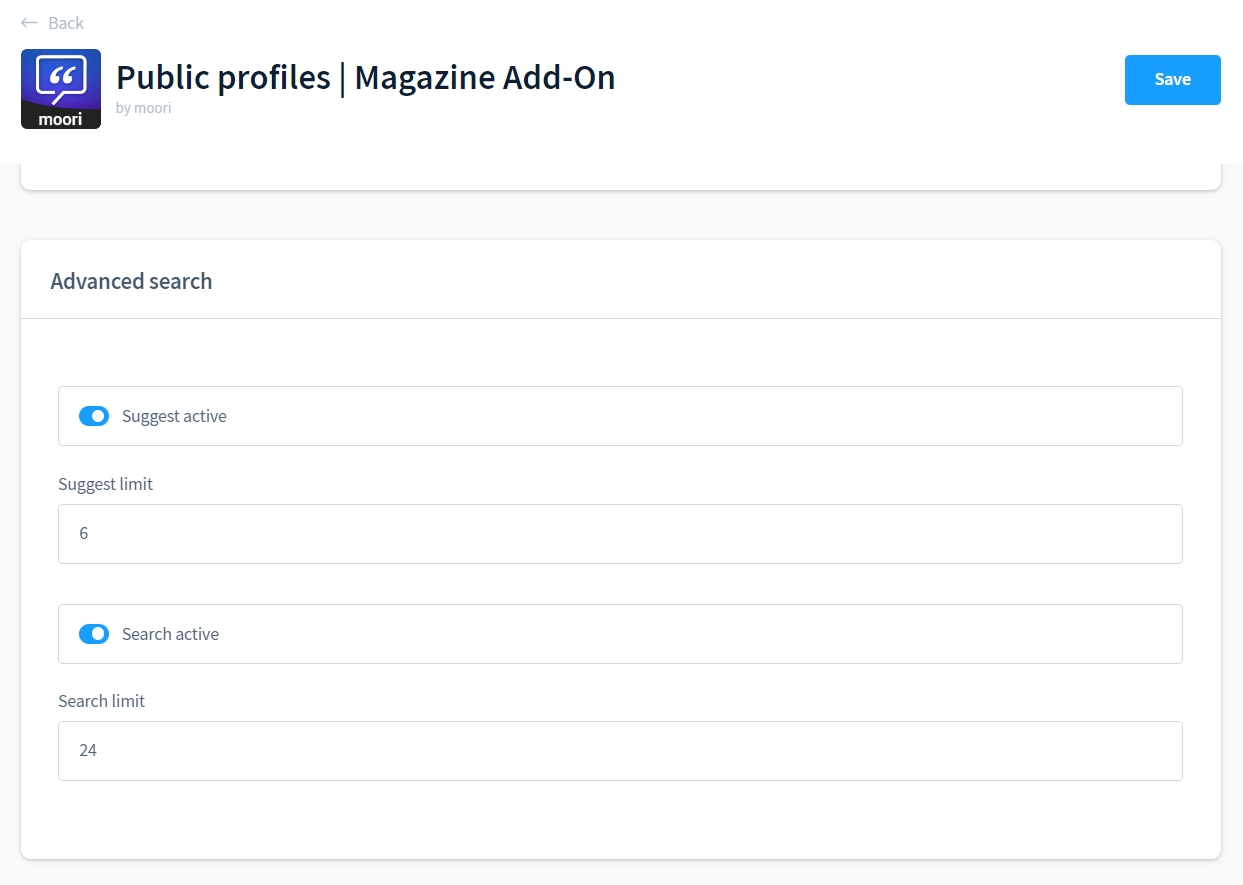 ← Back
Public profiles | Magazine Add-On
by moori
moori
Save
Advanced search
Suggest active
Suggest limit
6
Search active
Search limit
24